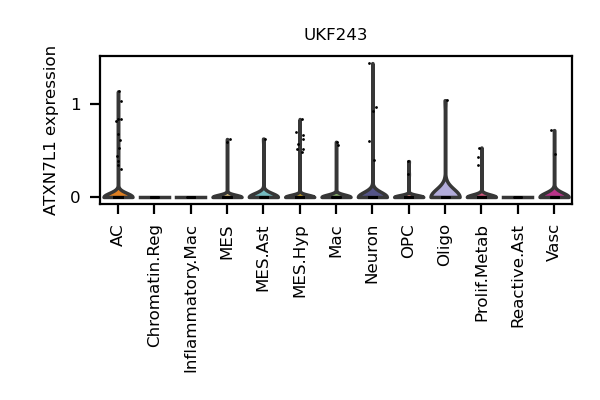 UKF243
ATXN7L1 expression
1
0
AC
Chromatin.Reg
Inflammatory.Mac
MES
MES.Ast
MES.Hyp
Mac
Neuron
OPC
Oligo
Prolif.Metab
Reactive.Ast
Vasc